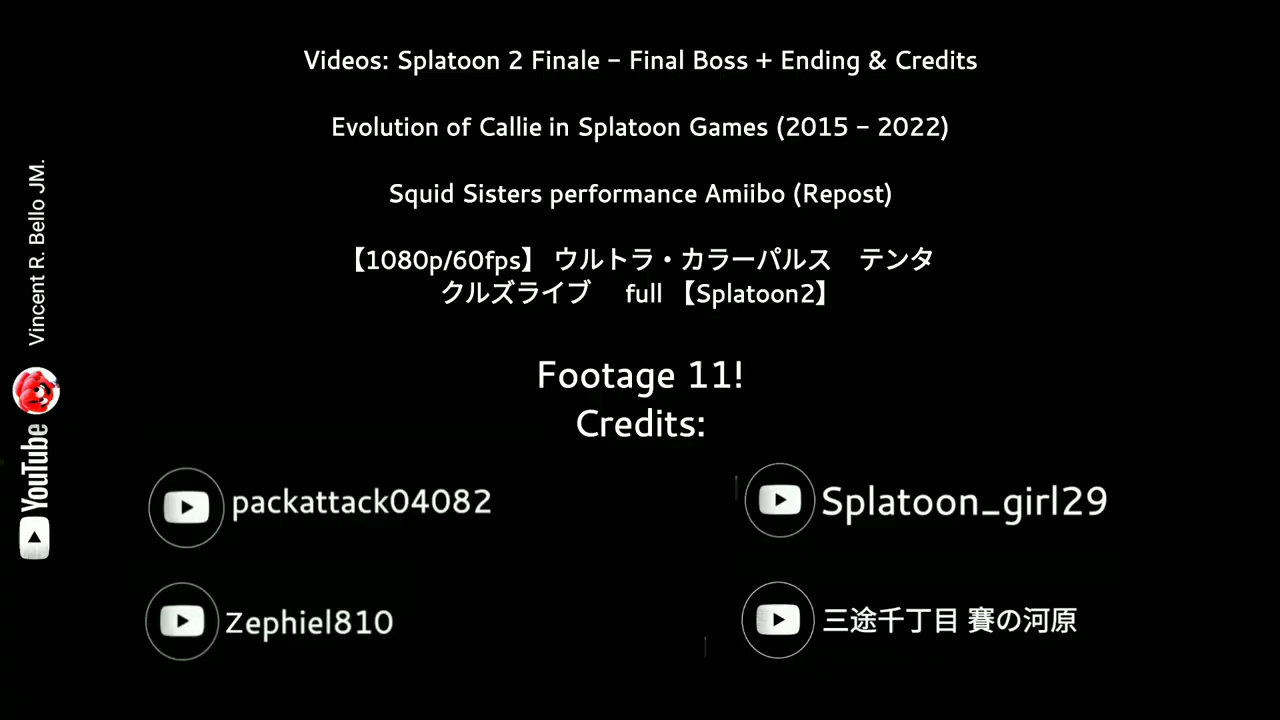 Videos: Splatoon 2 Finale - Final Boss + Ending & Credits
Evolution of Callie in Splatoon Games (2015 - 2022)
Squid Sisters performance Amiibo (Repost)
【1080p/60fps】 ウルトラ・カラーパルス　テンタ
クルズライブ　 full 【Splatoon2】
Footage 11!
Credits:
packattack04082
Splatoon_girl29
Zephiel810
三途千丁目 賽の河原
YouTube
Vincent R. Bello JM.